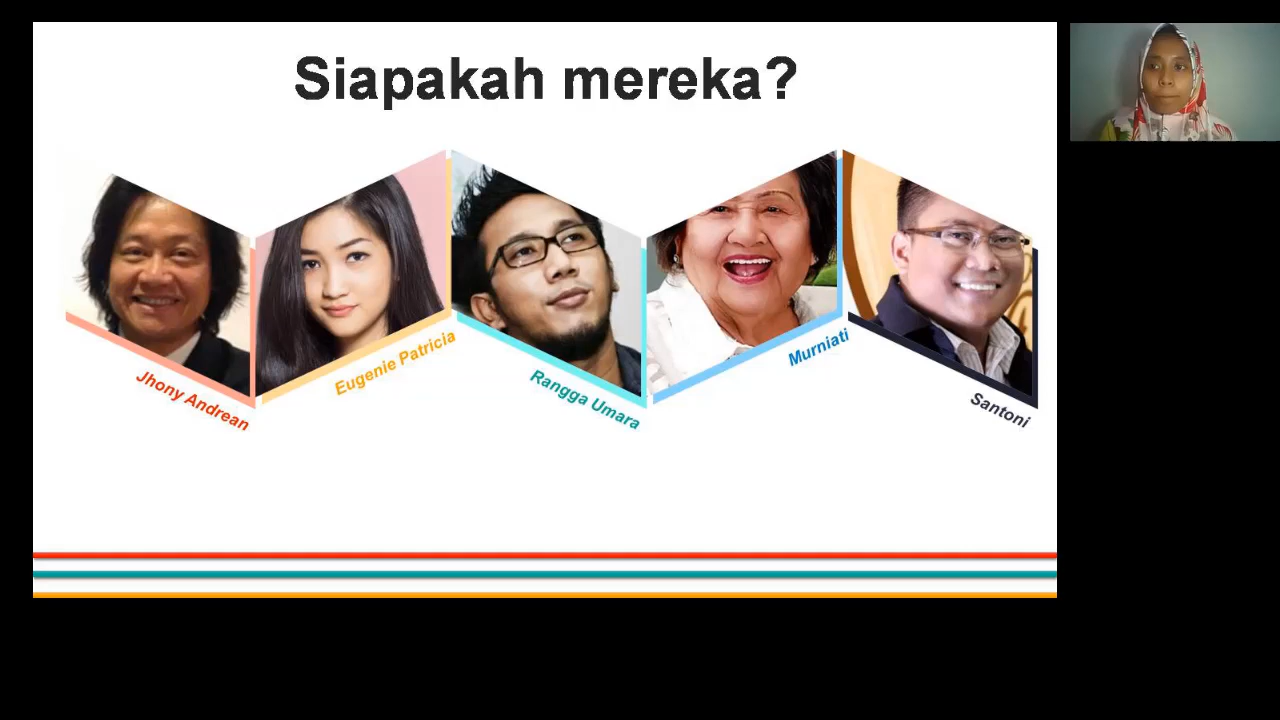 Siapakah mereka?
Jhony Andrean
Eugenie Patricia
Rangga Umara
Murniati
Santoni